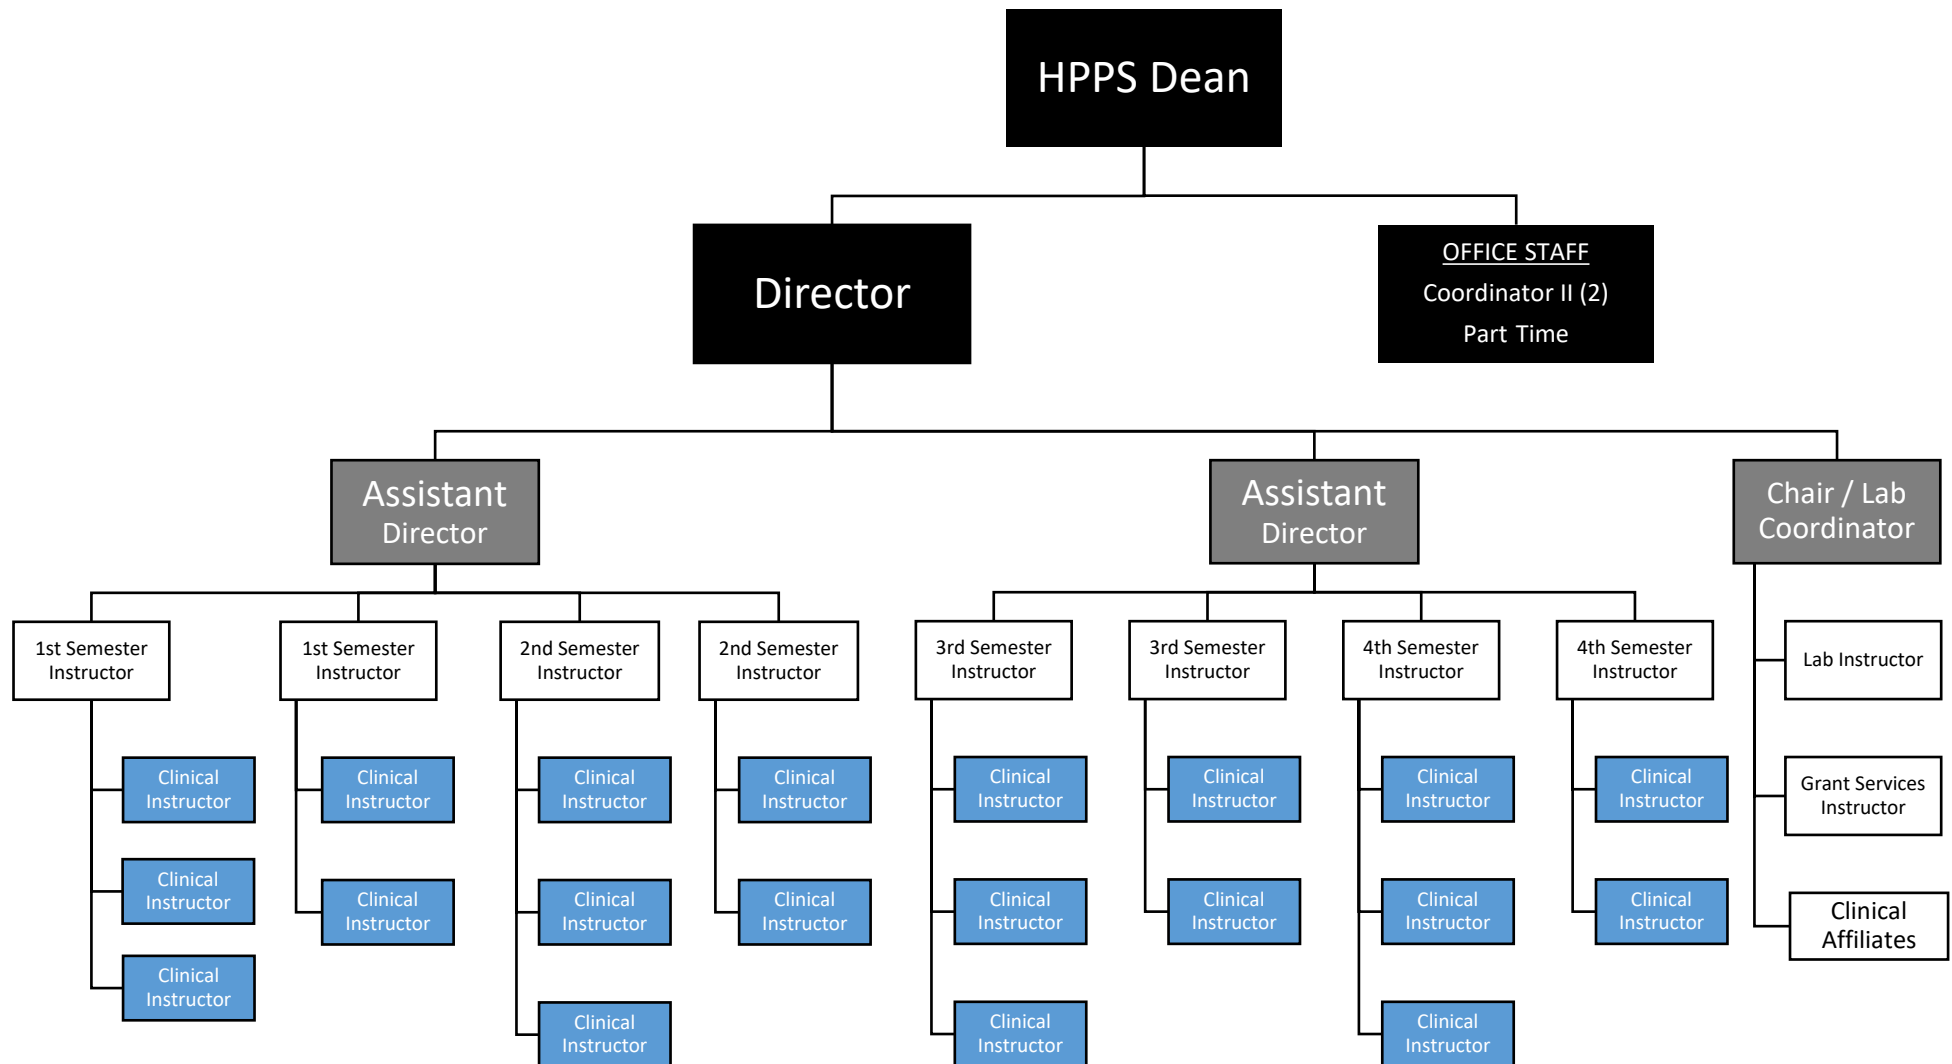 HPPS Dean
Director
OFFICE STAFF
Coordinator II (2)
Part Time
Assistant
Director
Assistant
Director
Chair / Lab
Coordinator
1st Semester
Instructor
1st Semester
Instructor
2nd Semester
Instructor
2nd Semester
Instructor
3rd Semester
Instructor
3rd Semester
Instructor
4th Semester
Instructor
4th Semester
Instructor
Lab Instructor
Clinical
Instructor
Clinical
Instructor
Clinical
Instructor
Clinical
Instructor
Clinical
Instructor
Clinical
Instructor
Clinical
Instructor
Clinical
Instructor
Grant Services
Instructor
Clinical
Instructor
Clinical
Instructor
Clinical
Instructor
Clinical
Instructor
Clinical
Instructor
Clinical
Instructor
Clinical
Instructor
Clinical
Instructor
Clinical
Affiliates
Clinical
Instructor
Clinical
Instructor
Clinical
Instructor
Clinical
Instructor